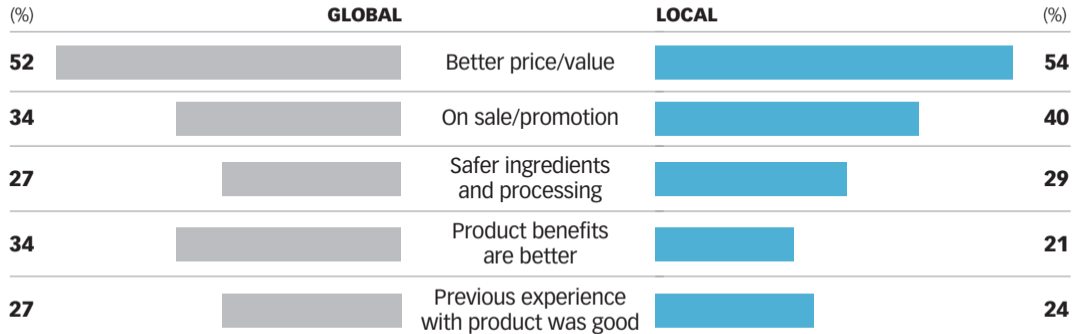 (%) GLOBAL LOCAL (%)
52 Better price/value 54
34 On sale/promotion 40
27 Safer ingredients
and processing 29
34 Product benefits
are better 21
27 Previous experience
with product was good 24